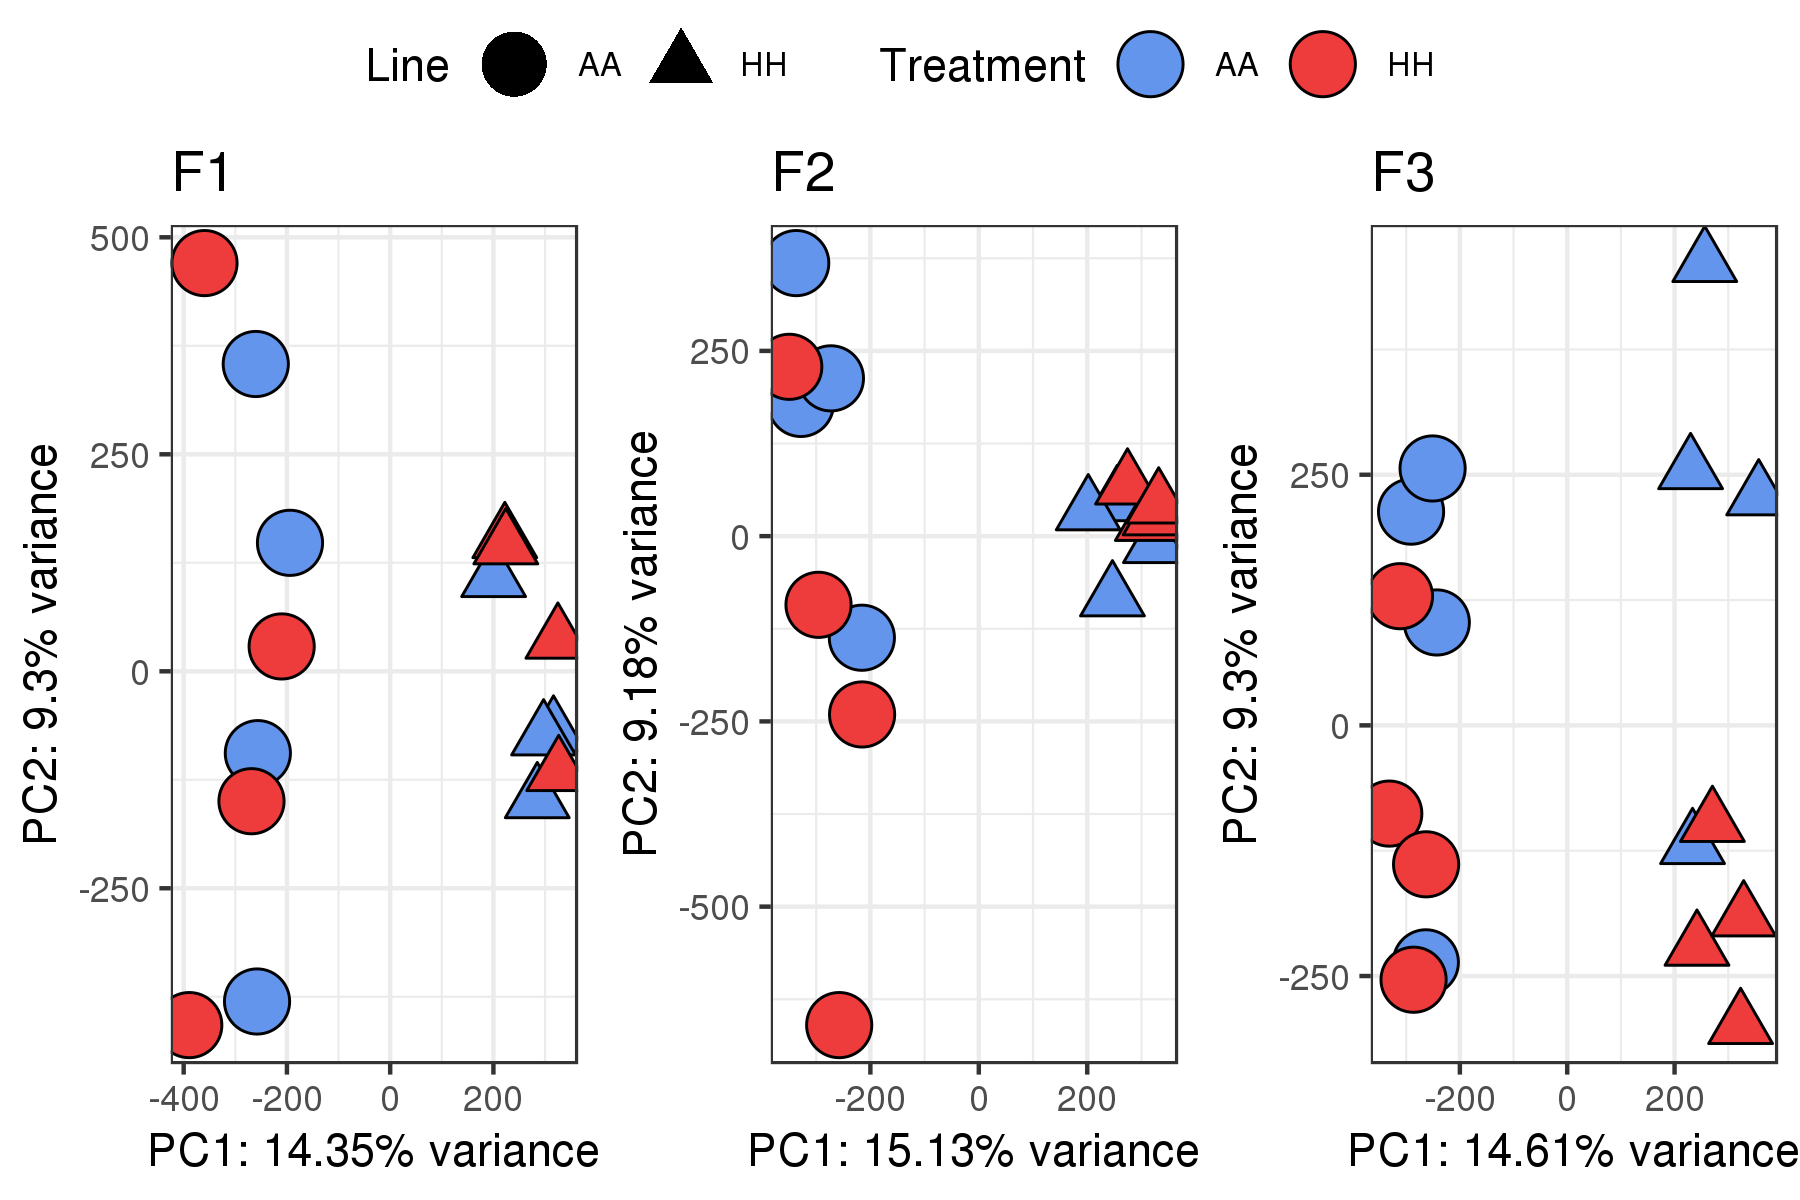 Line AA HH Treatment AA HH
F1 F2 F3
500
250
0
-250
PC2: 9.3% variance
-400 -200 0 200
PC1: 14.35% variance
250
0
-250
-500
PC2: 9.18% variance
-200 0 200
PC1: 15.13% variance
250
0
-250
PC2: 9.3% variance
-200 0 200
PC1: 14.61% variance